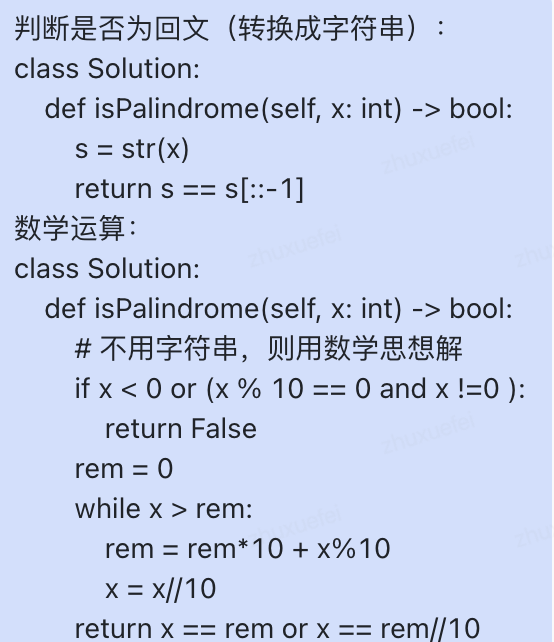 判断是否为回文（转换成字符串）：
class Solution:
    def isPalindrome(self, x: int) -> bool:
        s = str(x)
        return s == s[::-1]
数学运算：
class Solution:
    def isPalindrome(self, x: int) -> bool:
        # 不用字符串，则用数学思想解
        if x < 0 or (x % 10 == 0 and x !=0 ):
            return False
        rem = 0
        while x > rem:
            rem = rem*10 + x%10
            x = x//10
        return x == rem or x == rem//10
zhuxuefei
zhuxuefei
zhuxuefei